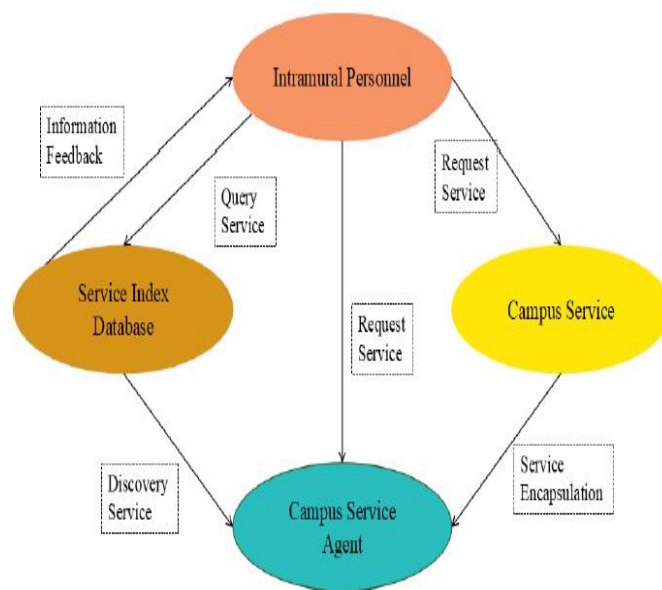 Intramural Personnel
Information
Feedback
Request
Service
Query
Service
Service Index
Database
Request
Service
Campus Service
Discovery
Service
Campus Service
Agent
Service
Encapsulation